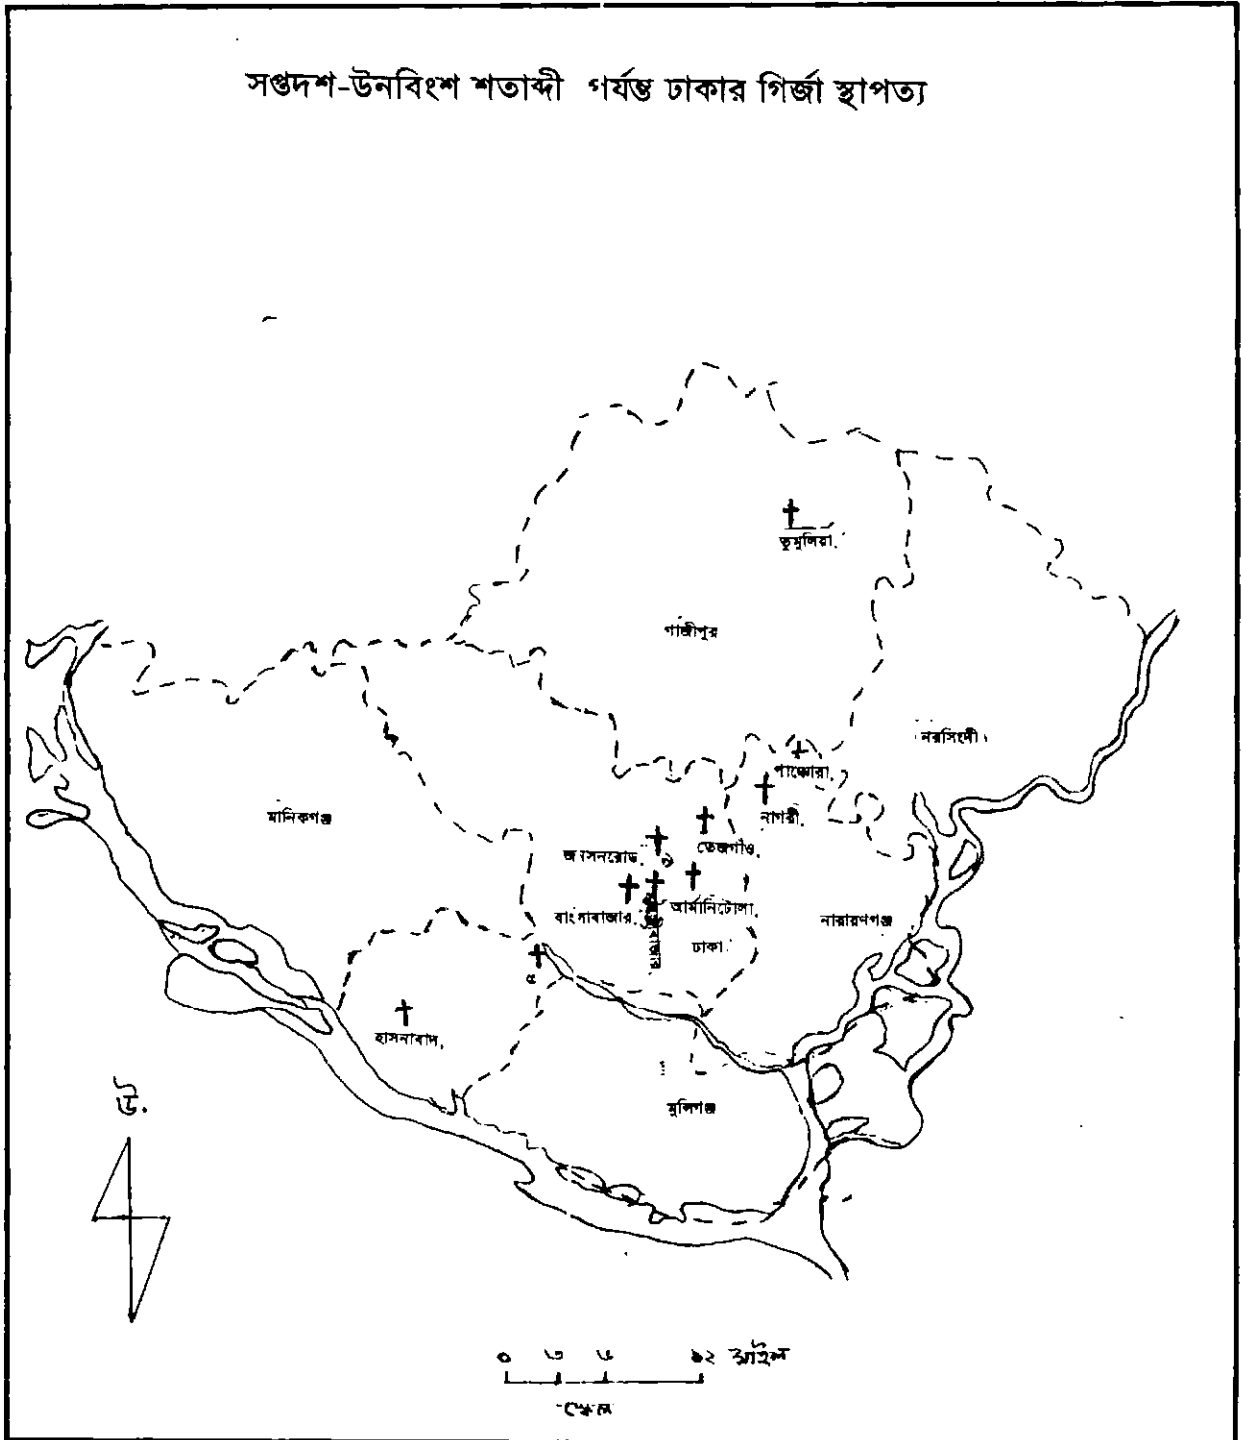 সপ্তদশ-উনবিংশ শতাব্দী পর্যন্ত ঢাকার গির্জা স্থাপত্য
তুমুলিয়া
গাজীপুর
নরসিংদী
পাঞ্জোরা
মানিকগঞ্জ
নাগরী
তেজগাঁও
জনসনরোড
বাংলাবাজার
আর্মানিটোলা
নারায়ণগঞ্জ
ঢাকা
হাসনাবাদ
মুন্সিগঞ্জ
উ.
০ ৩ ৬ ১২ মাইল
স্কেল